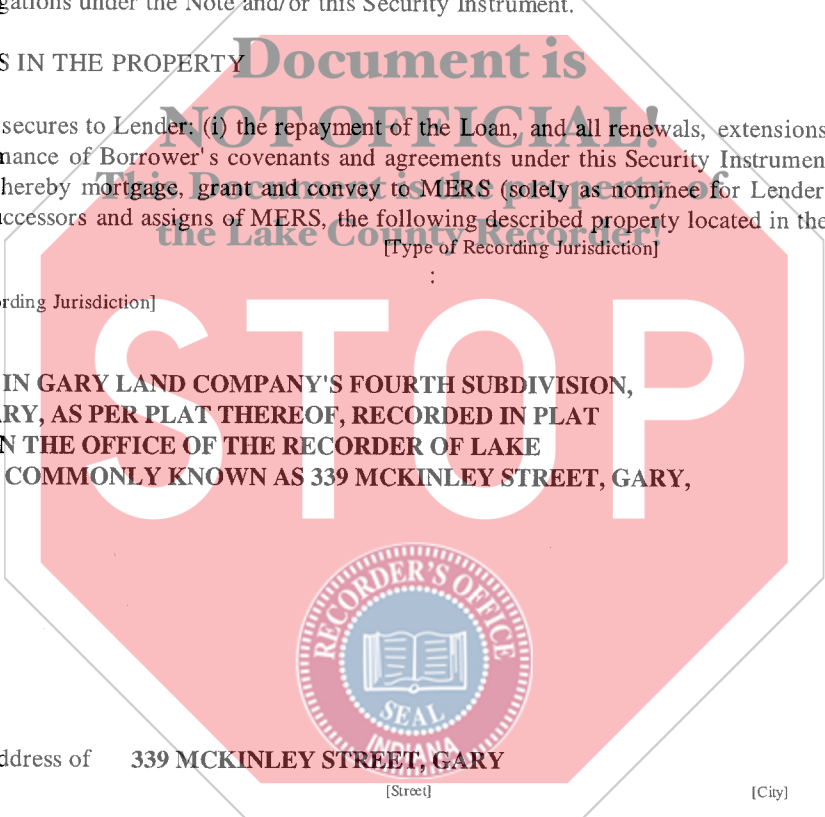 gations under the Note and/or this Security Instrument.
S IN THE PROPERTY
Document is
NOT OFFICIAL!
secures to Lender: (i) the repayment of the Loan, and all renewals, extensions
mance of Borrower's covenants and agreements under this Security Instrumen
This Document is the property of
hereby mortgage, grant and convey to MERS (solely as nominee for Lender
uccessors and assigns of MERS, the following described property located in the
the Lake County Recorder!
[Type of Recording Jurisdiction]
:
ording Jurisdiction]
STOP
IN GARY LAND COMPANY'S FOURTH SUBDIVISION,
ARY, AS PER PLAT THEREOF, RECORDED IN PLAT
N THE OFFICE OF THE RECORDER OF LAKE
COMMONLY KNOWN AS 339 MCKINLEY STREET, GARY,
RECORDER'S OFFICE
SEAL
INDIANA
ddress of 339 MCKINLEY STREET, GARY
[Street] [City]